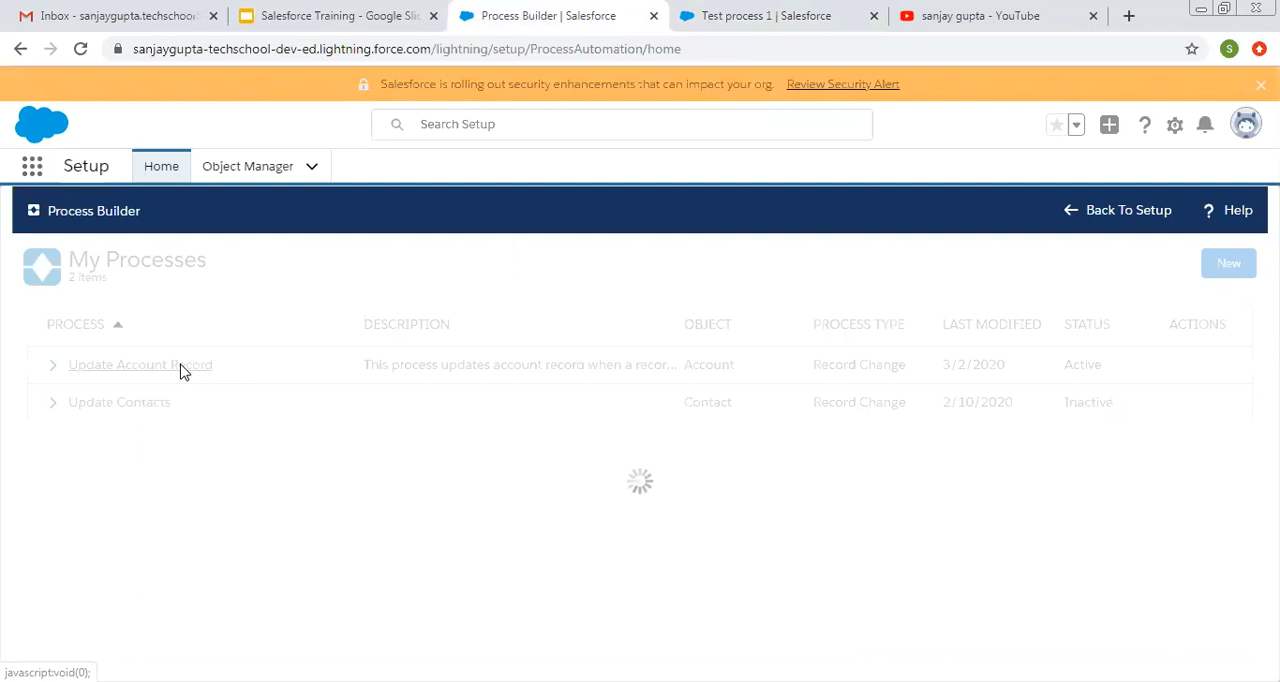 Inbox - sanjaygupta.techschool
Salesforce Training - Google Slid
Process Builder | Salesforce
Test process 1 | Salesforce
sanjay gupta - YouTube
sanjaygupta-techschool-dev-ed.lightning.force.com/lightning/setup/ProcessAutomation/home
S
Salesforce is rolling out security enhancements that can impact your org. Review Security Alert
Search Setup
Setup
Home
Object Manager
Process Builder
Back To Setup
? Help
My Processes
2 items
New
PROCESS DESCRIPTION OBJECT PROCESS TYPE LAST MODIFIED STATUS ACTIONS
Update Account Record This process updates account record when a recor... Account Record Change 3/2/2020 Active
Update Contacts Contact Record Change 2/10/2020 Inactive
javascript:void(0);